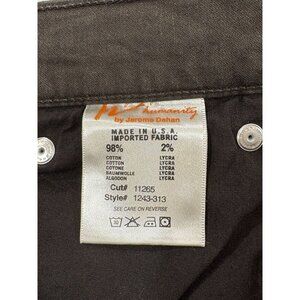 humanity
by Jerome Dahan
MADE IN U.S.A.
IMPORTED FABRIC
98% 2%
COTTON LYCRA
COTTON LYCRA
COTONE LYCRA
BAUMWOLLE LYCRA
ALGODON LYCRA
Cut# 11265
Style# 1243-313
SEE CARE ON REVERSE